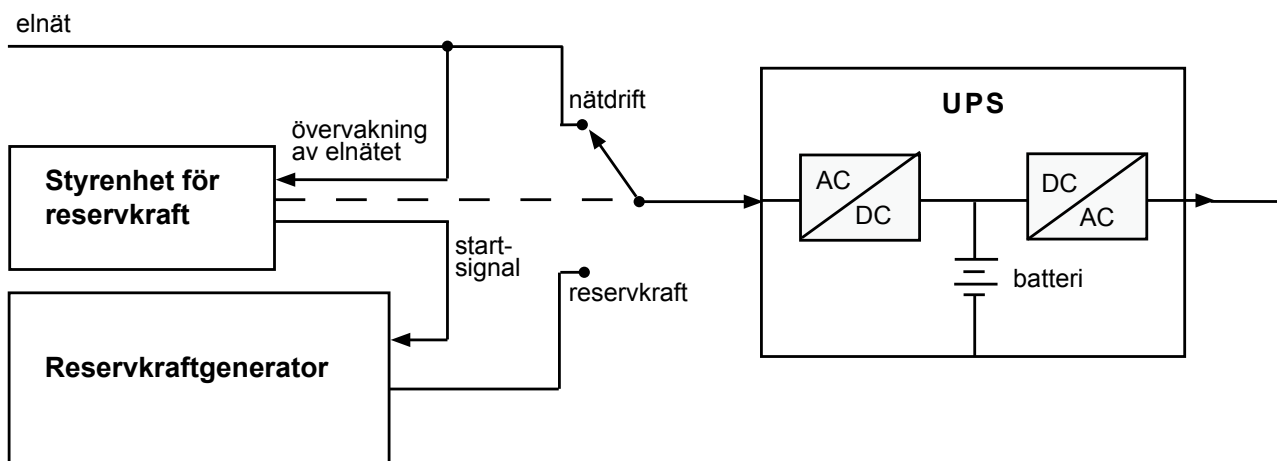 elnät
nätdrift
UPS
övervakning
av elnätet
Styrenhet för
reservkraft
AC
DC
DC
AC
start-
signal
reservkraft
batteri
Reservkraftgenerator